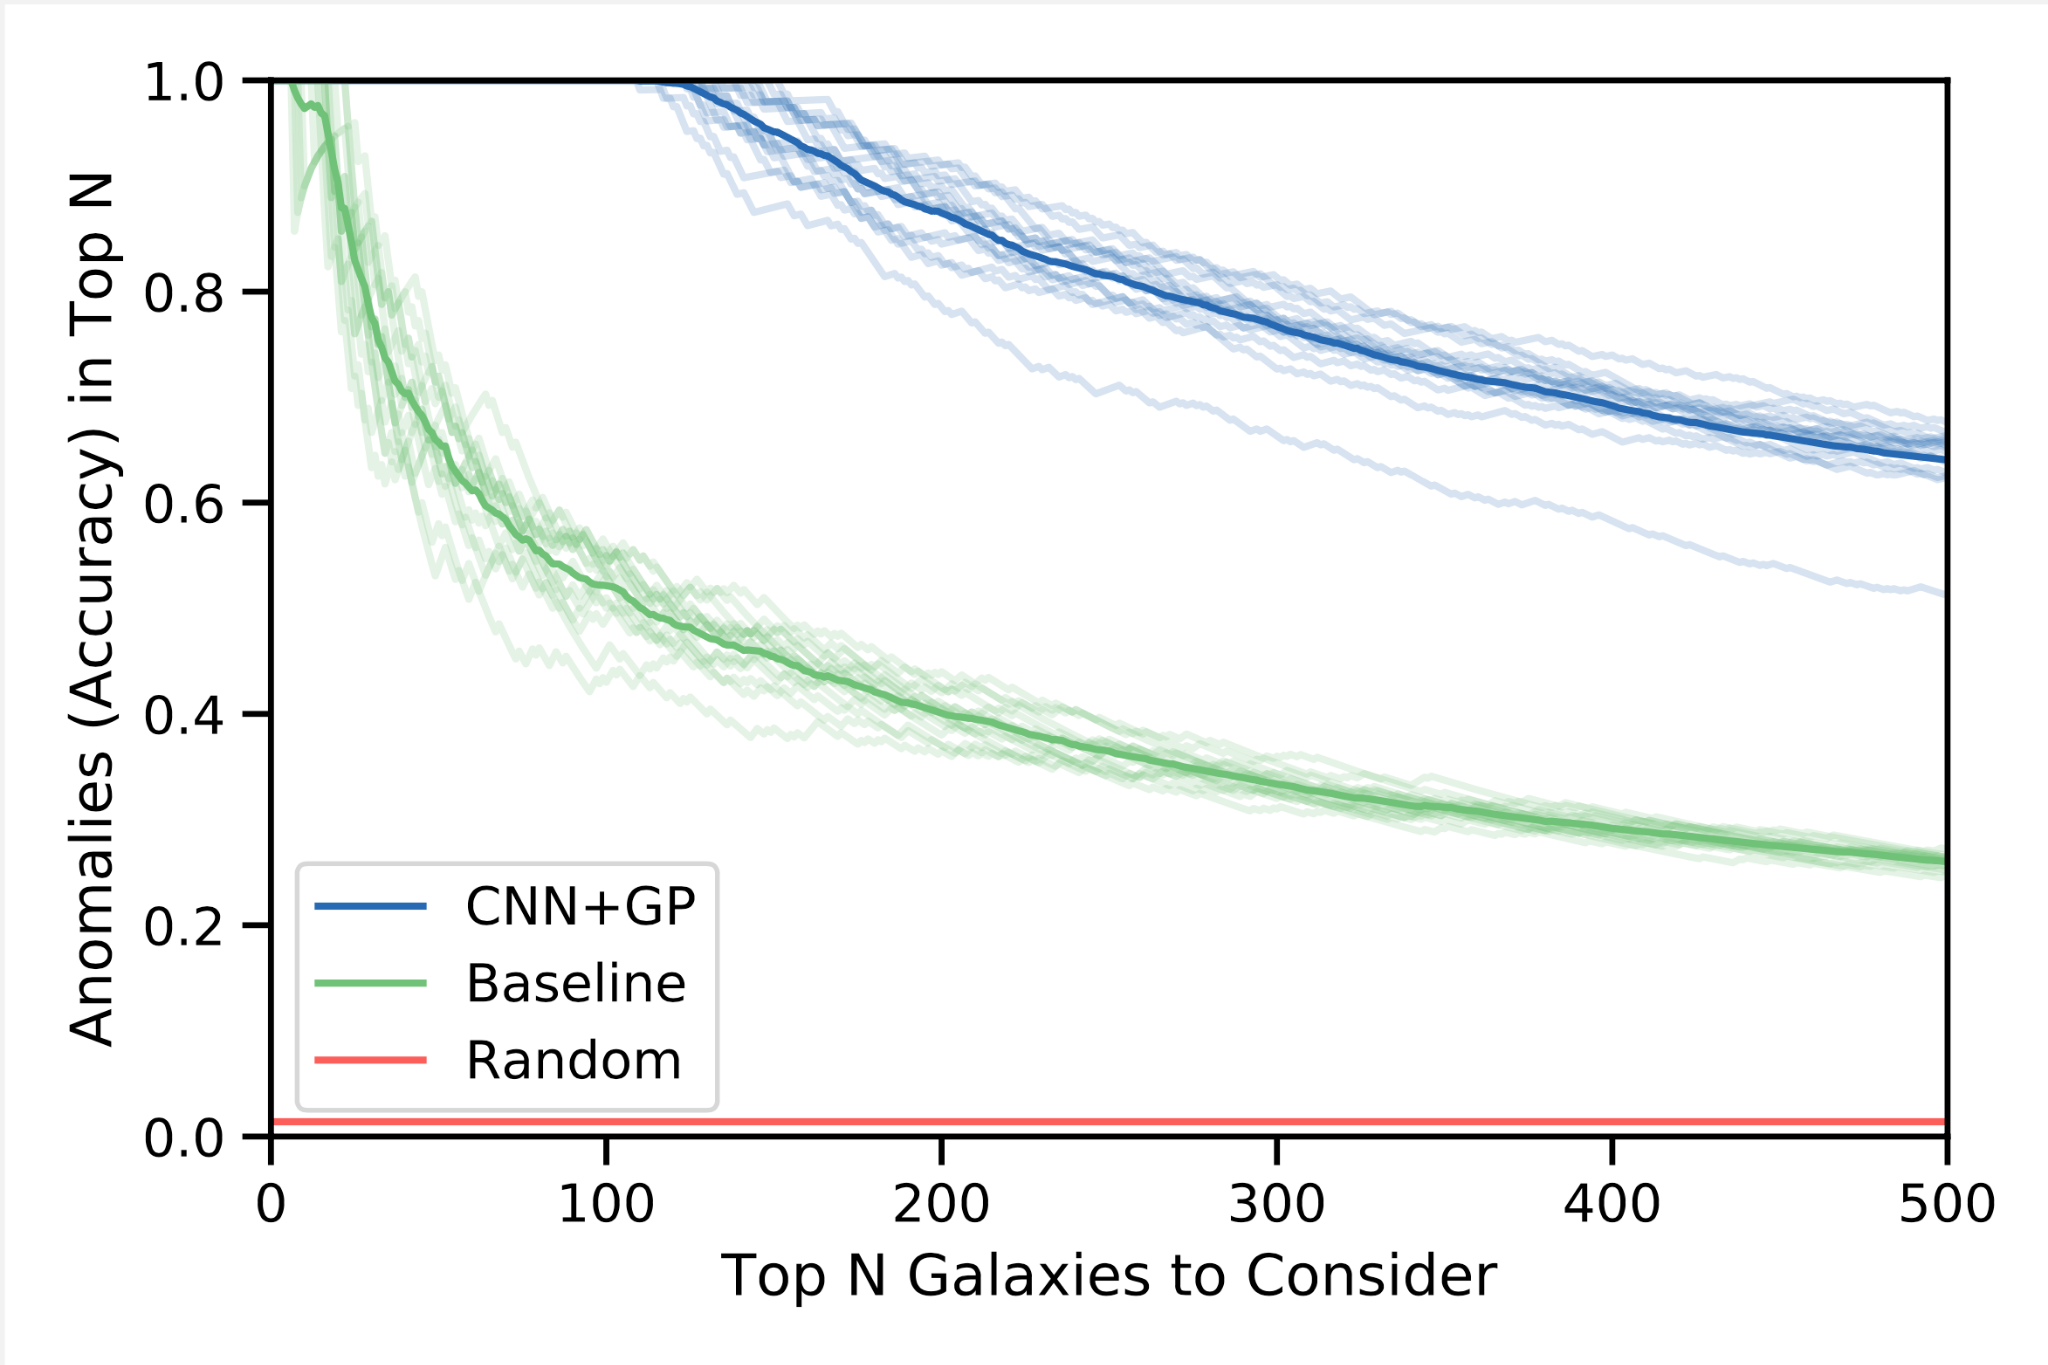 1.0
0.8
0.6
0.4
0.2
0.0
Anomalies (Accuracy) in Top N
CNN+GP
Baseline
Random
0 100 200 300 400 500
Top N Galaxies to Consider